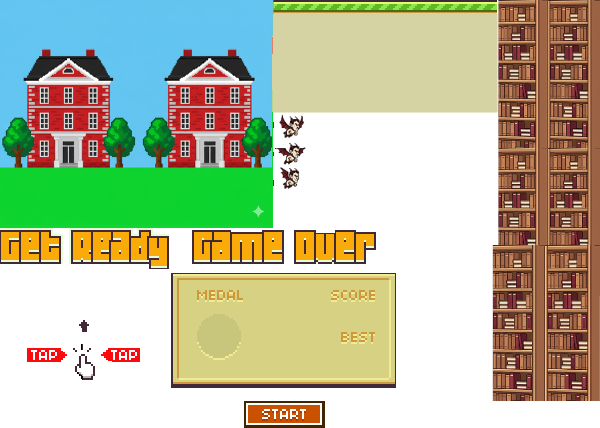 Get Ready
Game Over
MEDAL
SCORE
BEST
TAP
TAP
START